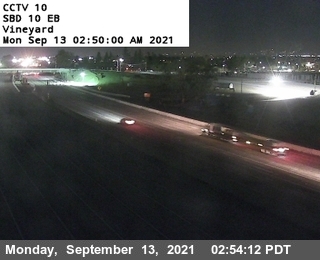 CCTV 10
SBD 10 EB
Vineyard
Mon Sep 13 02:50:00 AM 2021
Monday, September 13, 2021 02:54:12 PDT